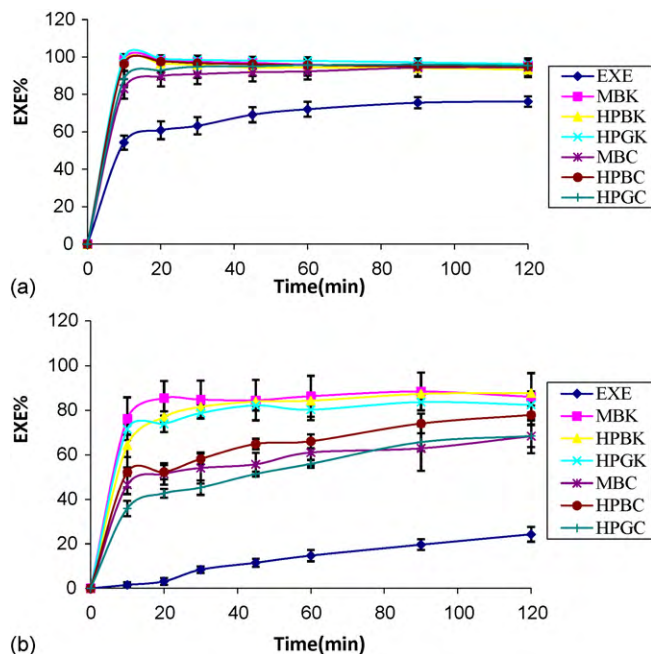 120
100
80
60
40
20
0
EXE%
0 20 40 60 80 100 120
Time(min)
(a)
EXE
MBK
HPBK
HPGK
MBC
HPBC
HPGC
120
100
80
60
40
20
0
EXE%
0 20 40 60 80 100 120
Time(min)
(b)
EXE
MBK
HPBK
HPGK
MBC
HPBC
HPGC